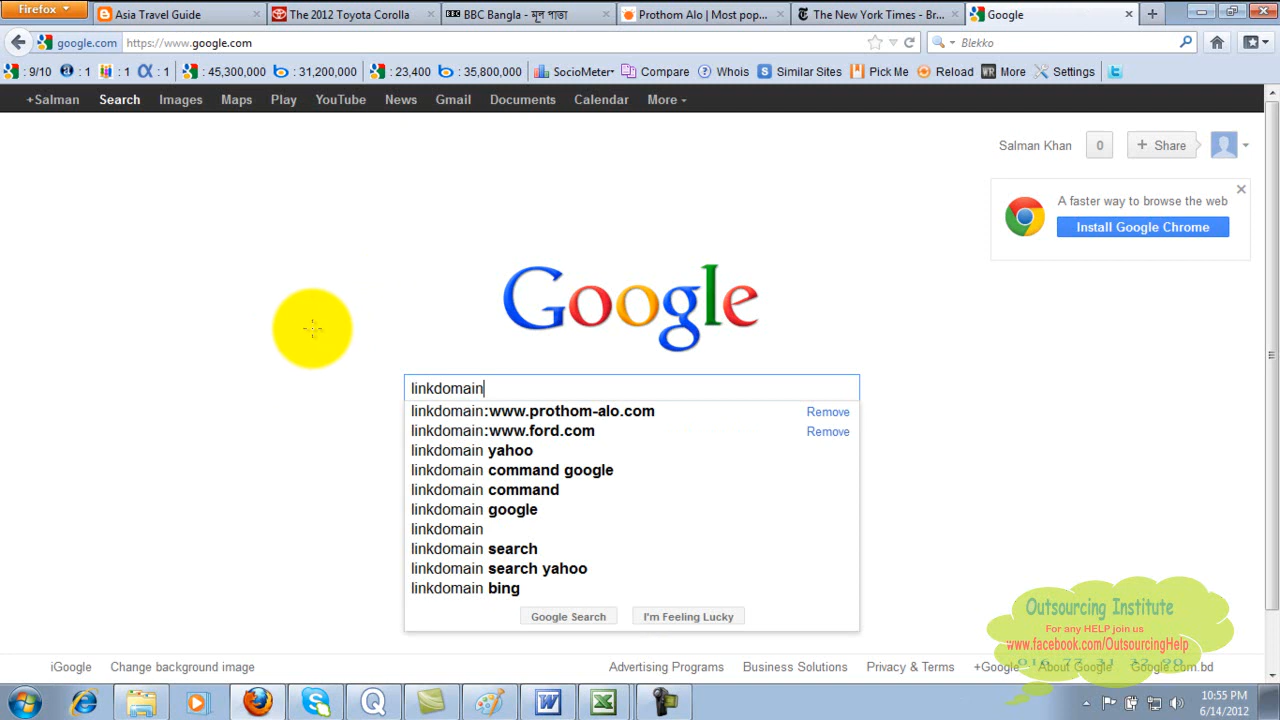 Firefox
Asia Travel Guide
The 2012 Toyota Corolla
BBC Bangla - মূল পাতা
Prothom Alo | Most pop...
The New York Times - Br...
Google
google.com
https://www.google.com
Blekko
: 9/10 : 1 : 1 : 1 : 45,300,000 : 31,200,000 : 23,400 : 35,800,000 SocioMeter Compare Whois Similar Sites Pick Me Reload WR More Settings
+Salman Search Images Maps Play YouTube News Gmail Documents Calendar More
Salman Khan 0 + Share
A faster way to browse the web
Install Google Chrome
Google
linkdomain
linkdomain:www.prothom-alo.com Remove
linkdomain:www.ford.com Remove
linkdomain yahoo
linkdomain command google
linkdomain command
linkdomain google
linkdomain
linkdomain search
linkdomain search yahoo
linkdomain bing
Google Search I'm Feeling Lucky
Outsourcing Institute
For any HELP join us
www.facebook.com/OutsourcingHelp
iGoogle Change background image Advertising Programs Business Solutions Privacy & Terms +Google About Google Google.com.bd
10:55 PM
6/14/2012